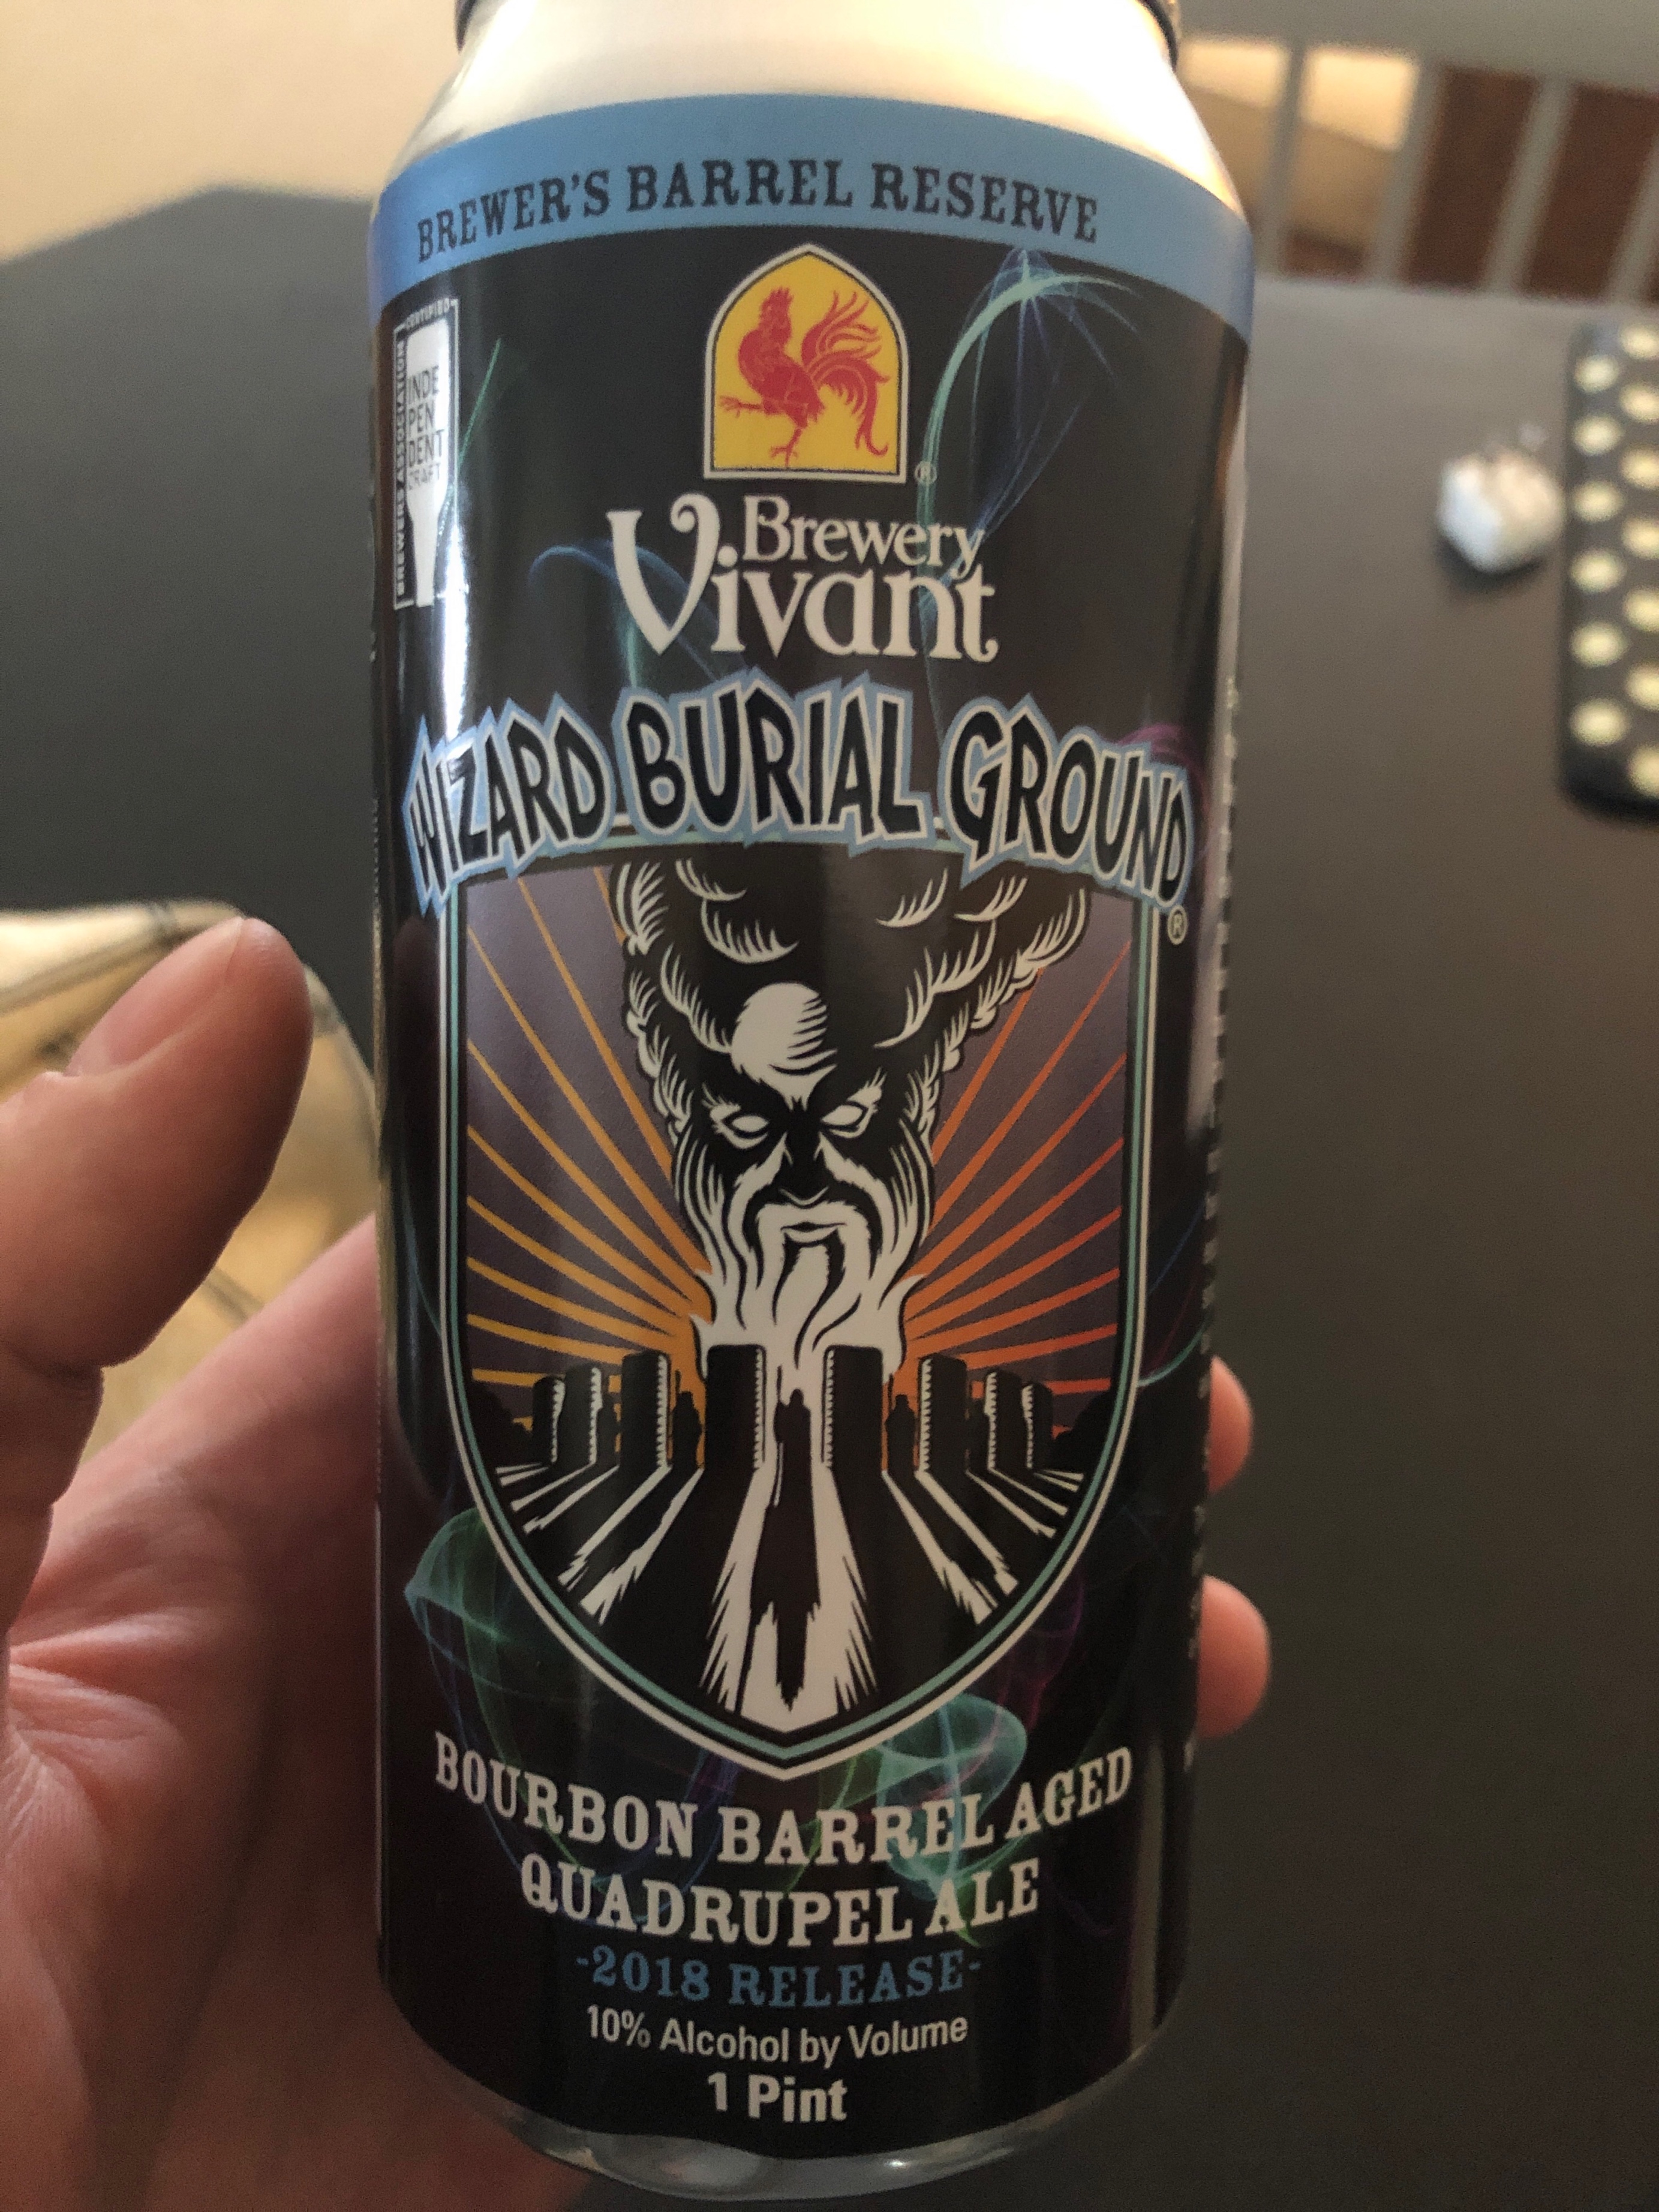 BREWER'S BARREL RESERVE
CERTIFIED
BREWERS ASSOCIATION
INDE
PEN
DENT
CRAFT
®
Brewery
Vivant
WIZARD BURIAL GROUND
®
BOURBON BARREL AGED
QUADRUPEL ALE
-2018 RELEASE-
10% Alcohol by Volume
1 Pint